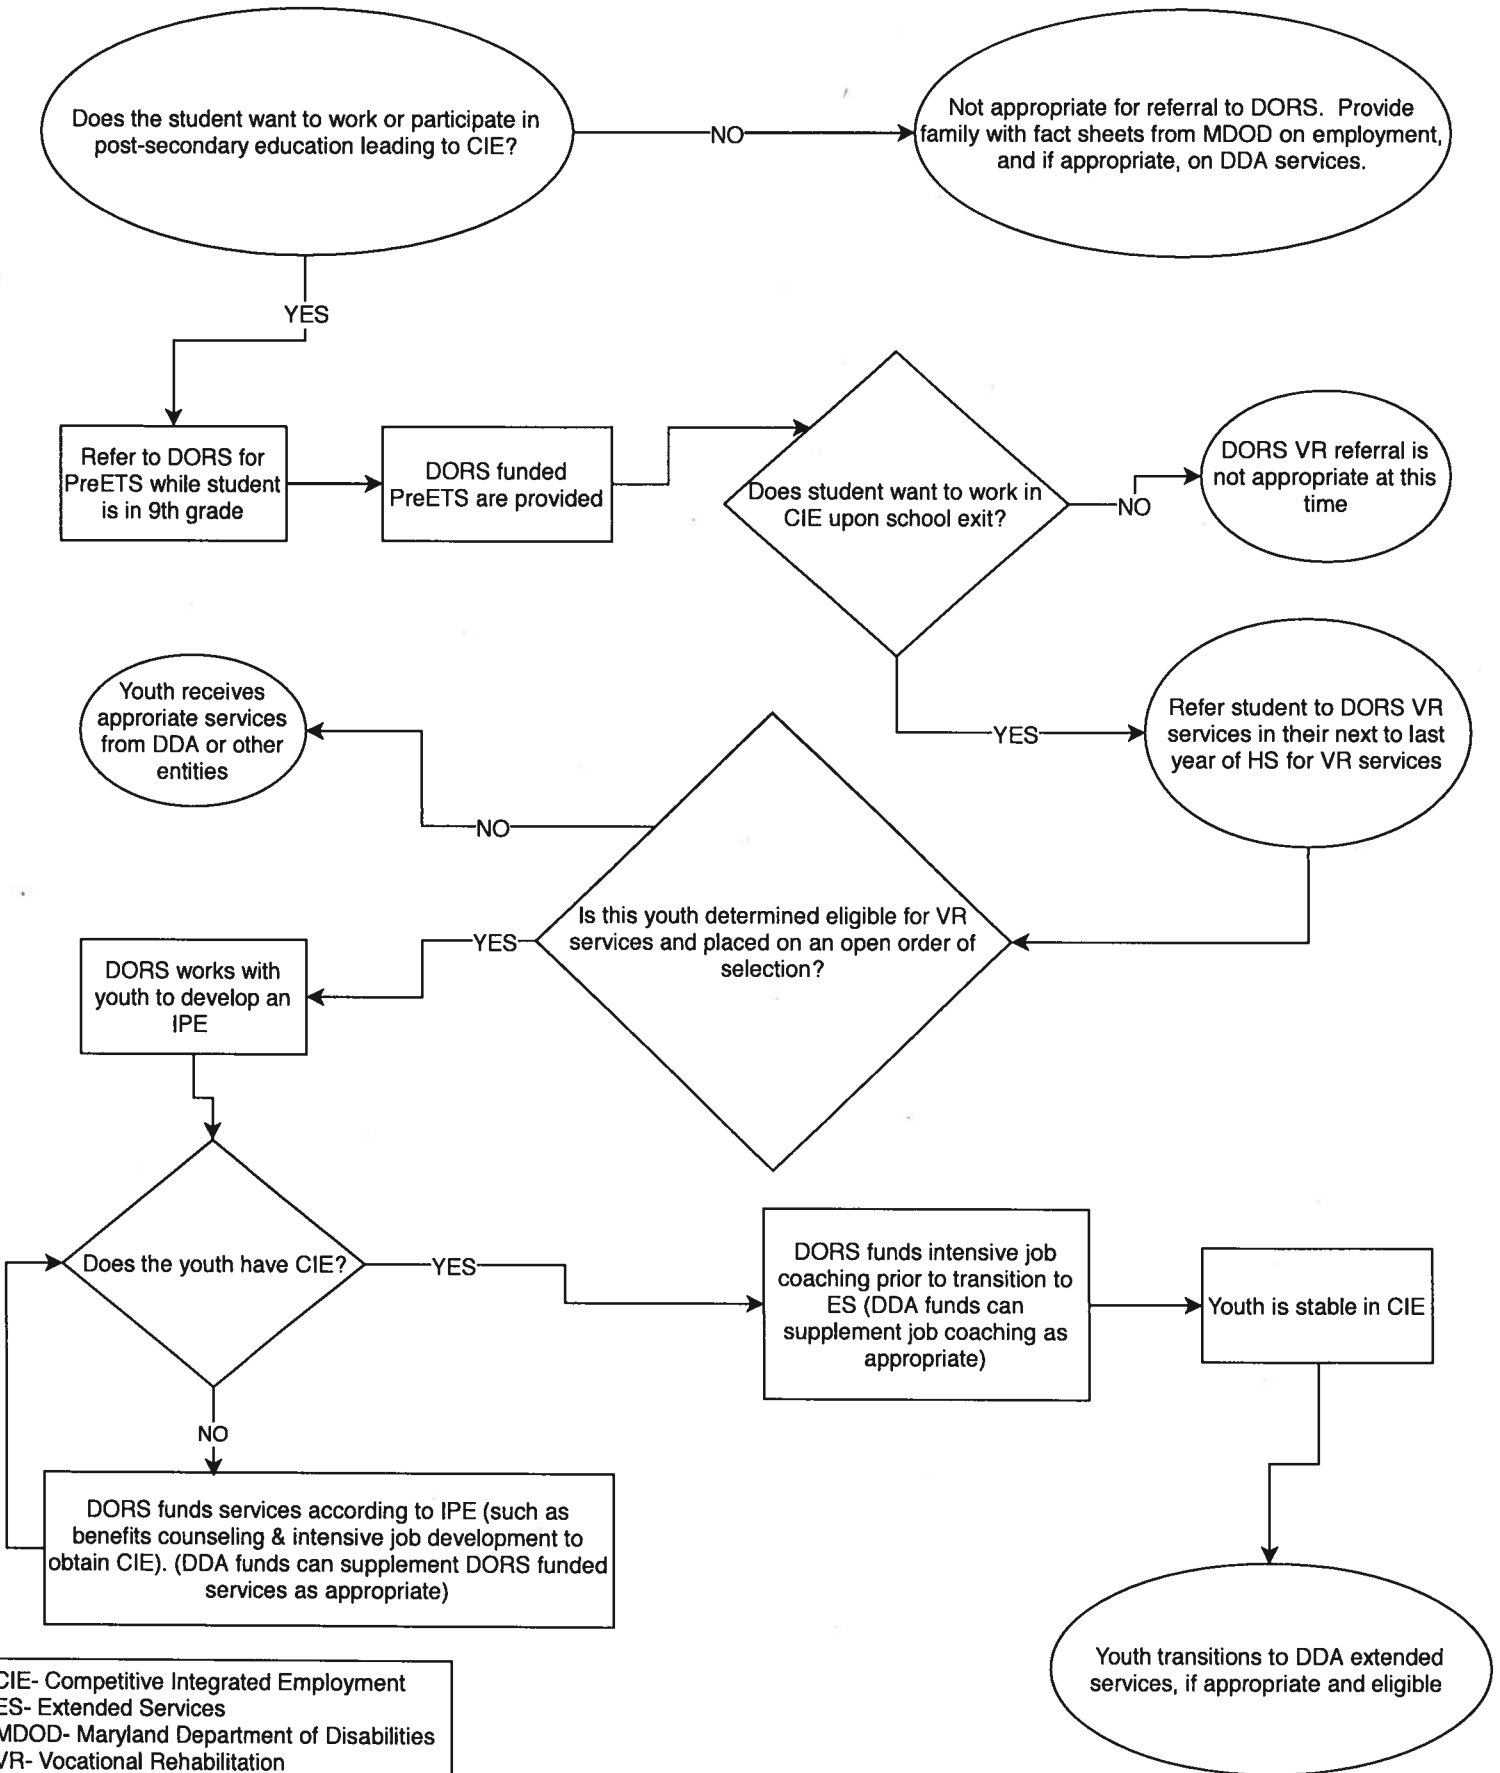 Does the student want to work or participate in
post-secondary education leading to CIE?
NO
Not appropriate for referral to DORS. Provide
family with fact sheets from MDOD on employment,
and if appropriate, on DDA services.
YES
Refer to DORS for
PreETS while student
is in 9th grade
DORS funded
PreETS are provided
Does student want to work in
CIE upon school exit?
NO
DORS VR referral is
not appropriate at this
time
YES
Refer student to DORS VR
services in their next to last
year of HS for VR services
Youth receives
approriate services
from DDA or other
entities
NO
Is this youth determined eligible for VR
services and placed on an open order of
selection?
YES
DORS works with
youth to develop an
IPE
Does the youth have CIE?
YES
DORS funds intensive job
coaching prior to transition to
ES (DDA funds can
supplement job coaching as
appropriate)
Youth is stable in CIE
NO
DORS funds services according to IPE (such as
benefits counseling & intensive job development to
obtain CIE). (DDA funds can supplement DORS funded
services as appropriate)
Youth transitions to DDA extended
services, if appropriate and eligible
CIE- Competitive Integrated Employment
ES- Extended Services
MDOD- Maryland Department of Disabilities
VR- Vocational Rehabilitation